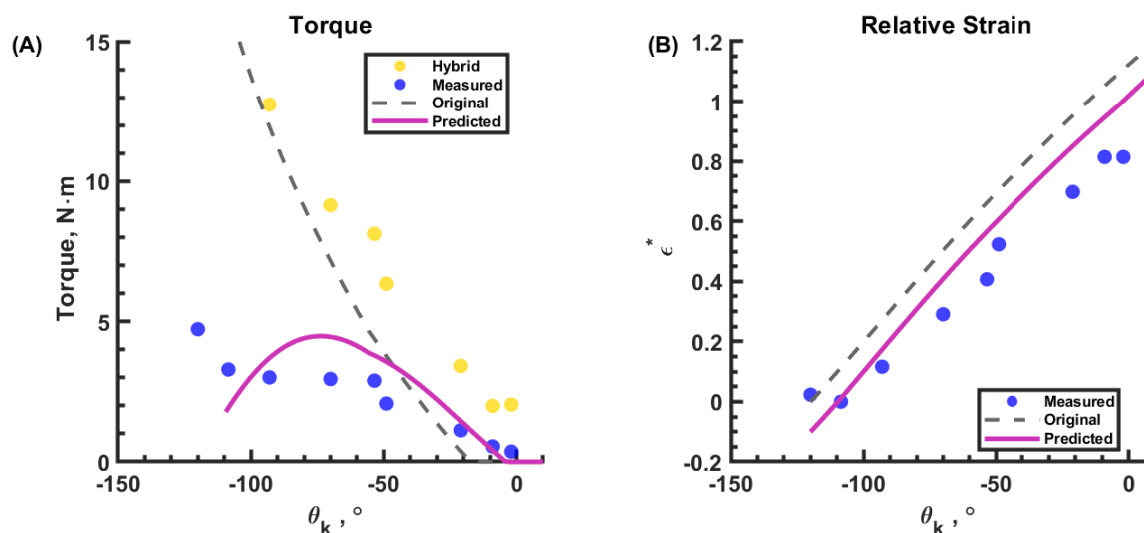 (A)
Torque
15
10
5
0
-150
-100
-50
0
Torque, N·m
θk , °
Hybrid
Measured
Original
Predicted
(B)
Relative Strain
1.2
1
0.8
0.6
0.4
0.2
0
-0.2
-150
-100
-50
0
ϵ*
θk , °
Measured
Original
Predicted